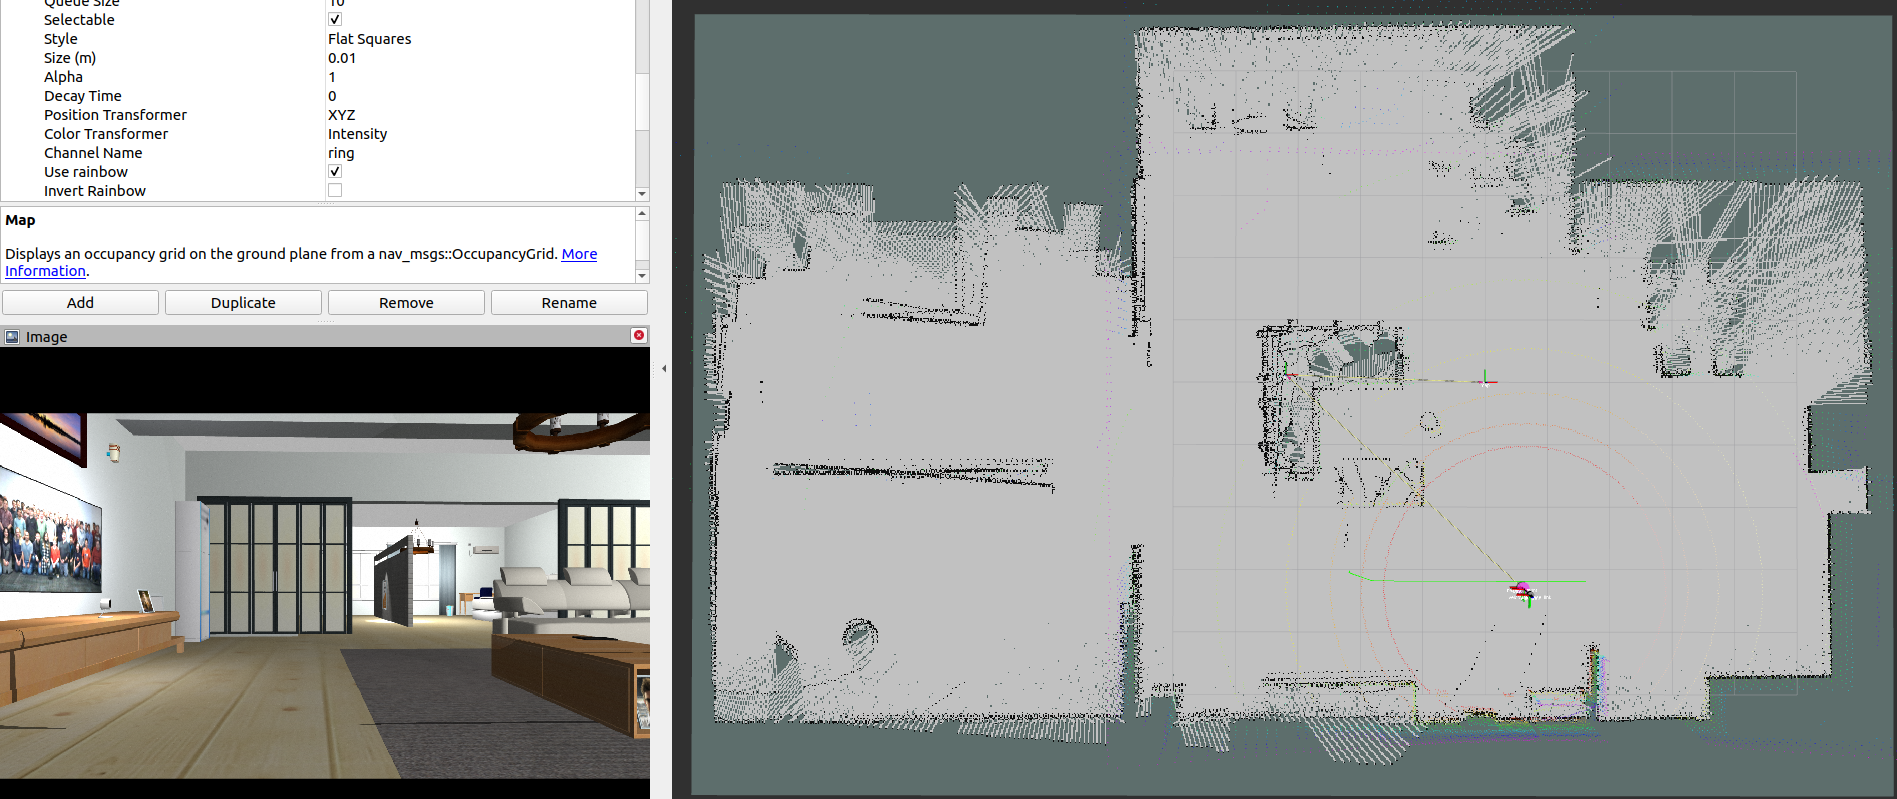 Queue Size 10
Selectable
Style Flat Squares
Size (m) 0.01
Alpha 1
Decay Time 0
Position Transformer XYZ
Color Transformer Intensity
Channel Name ring
Use rainbow
Invert Rainbow
Map
Displays an occupancy grid on the ground plane from a nav_msgs::OccupancyGrid. More
Information.
Add Duplicate Remove Rename
Image